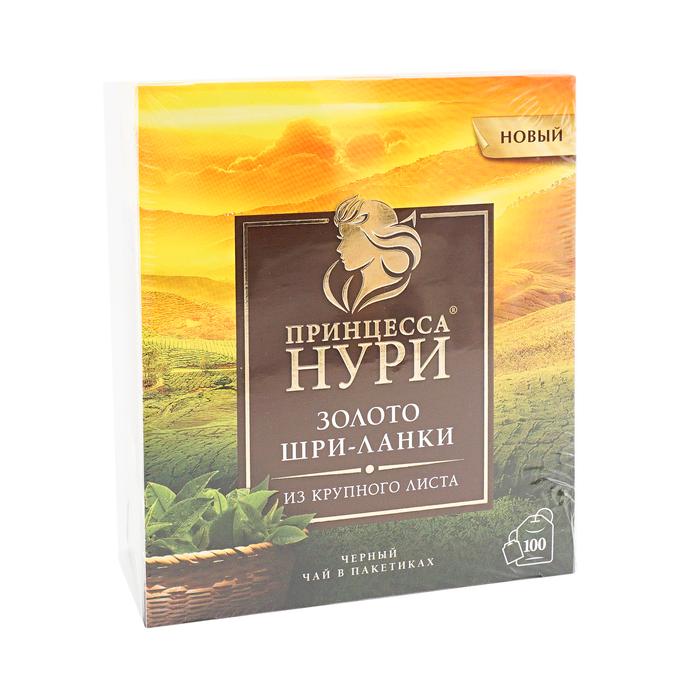 НОВЫЙ
ПРИНЦЕССА®
НУРИ
ЗОЛОТО
ШРИ-ЛАНКИ
ИЗ КРУПНОГО ЛИСТА
100
ЧЕРНЫЙ
ЧАЙ В ПАКЕТИКАХ